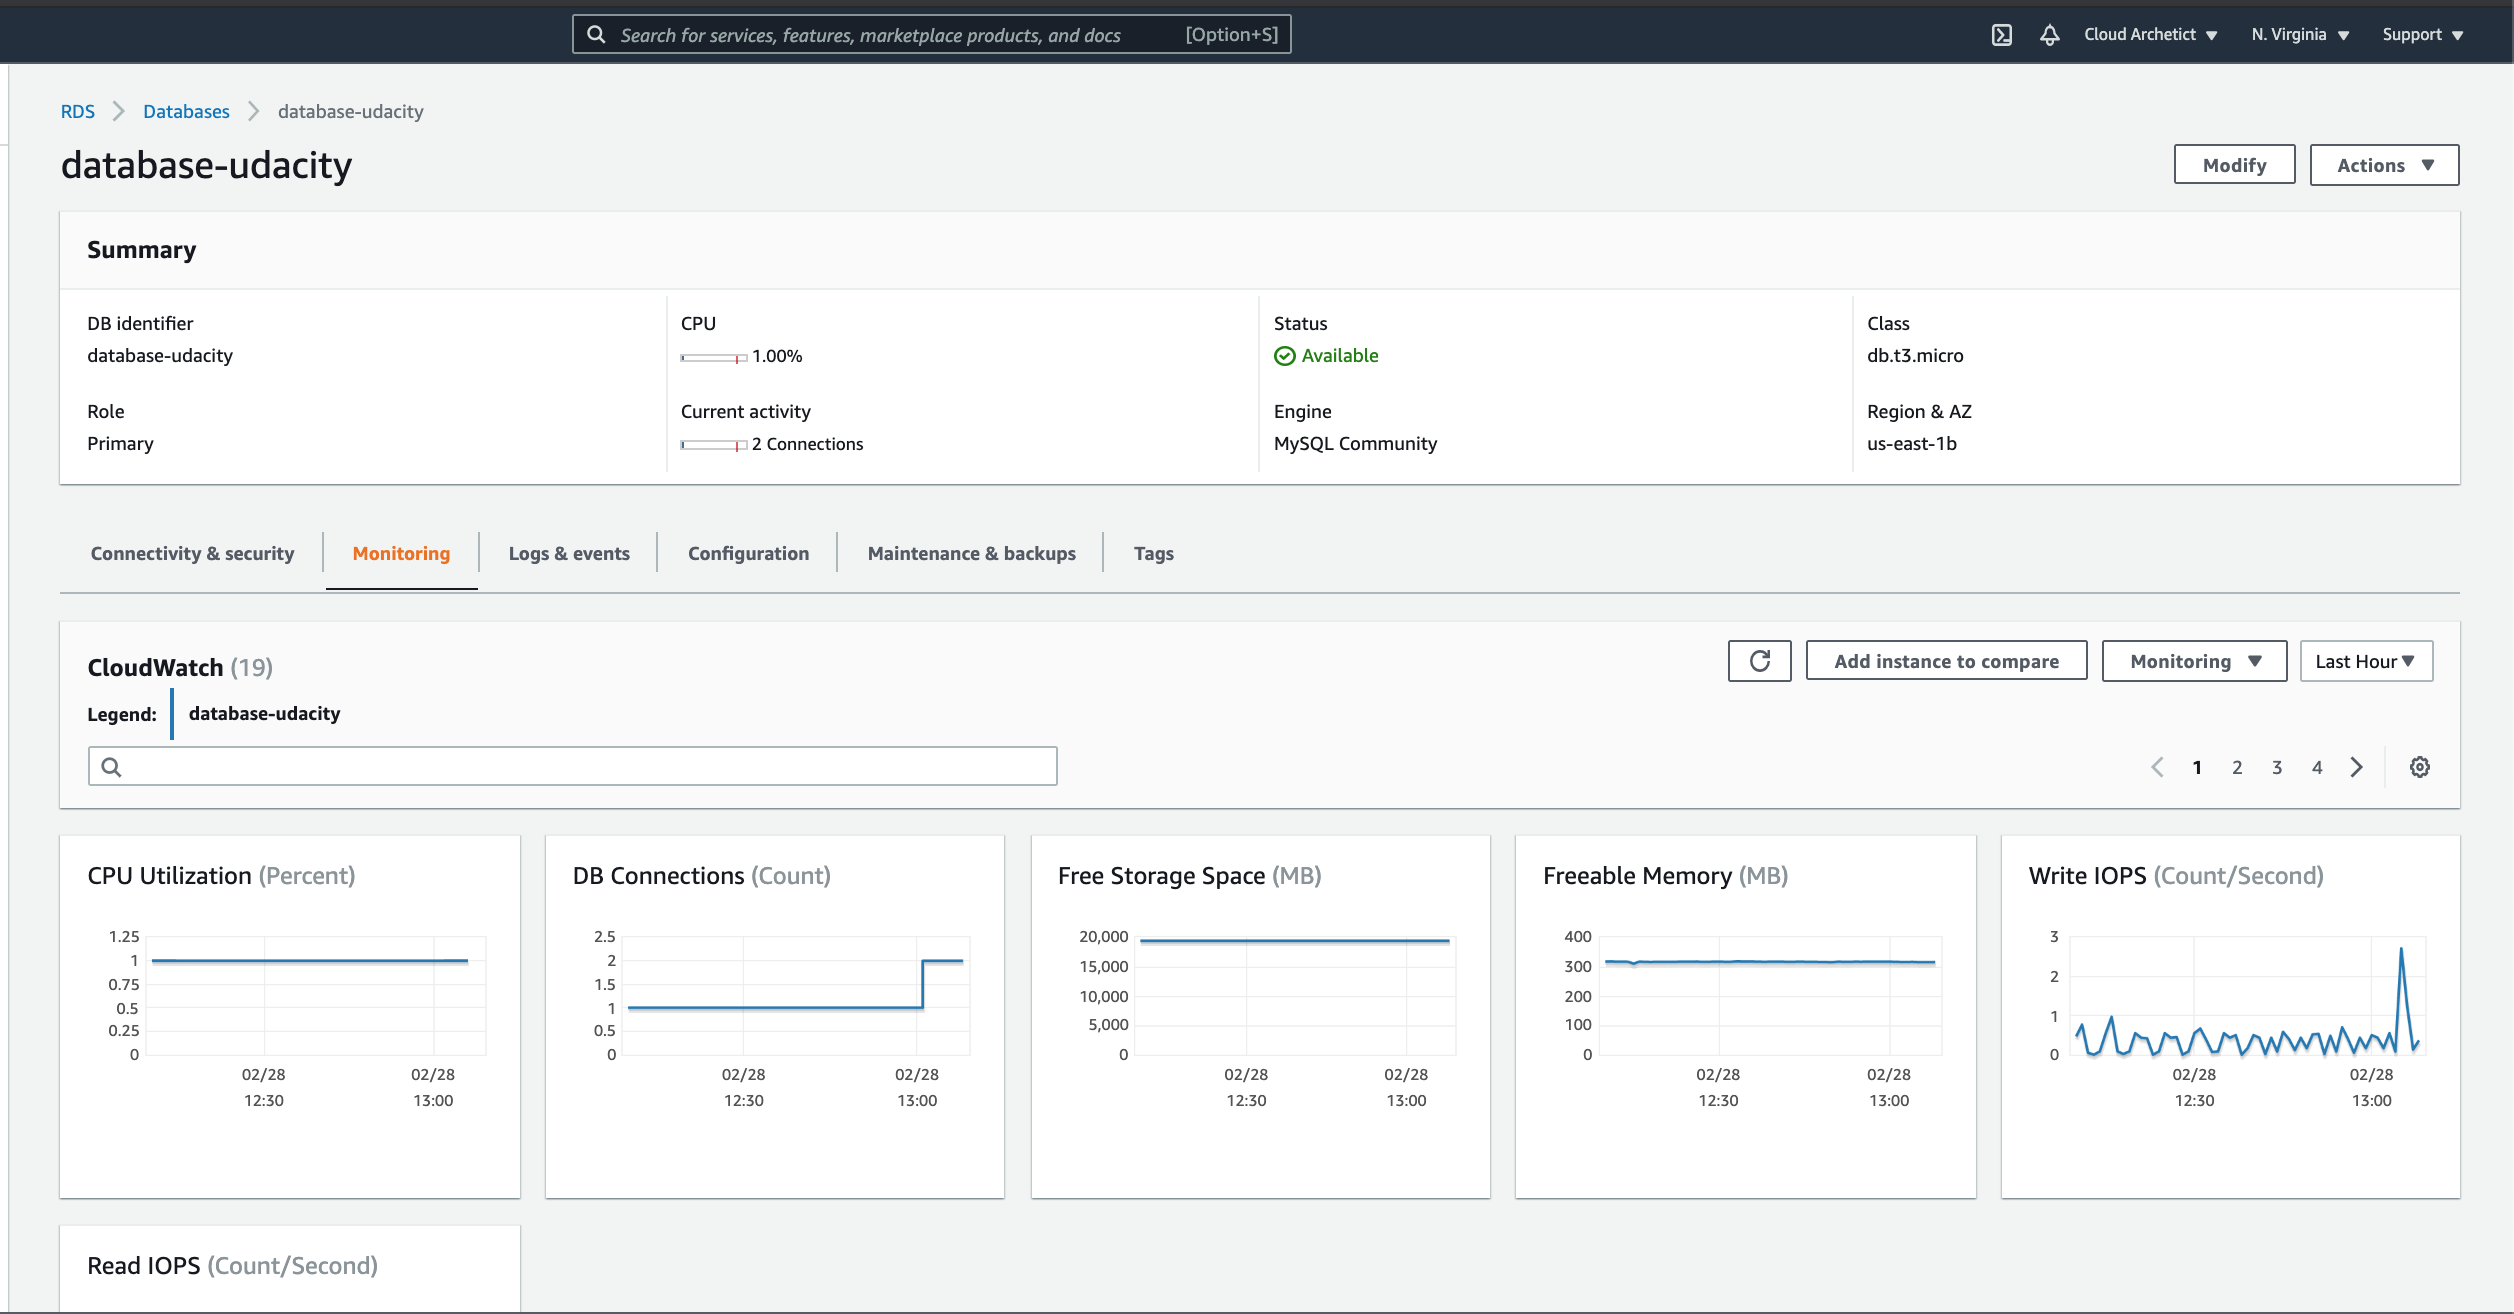 Search for services, features, marketplace products, and docs [Option+S] Cloud Archetict N. Virginia Support
RDS Databases database-udacity
database-udacity Modify Actions
Summary
DB identifier CPU Status Class
database-udacity 1.00% Available db.t3.micro
Role Current activity Engine Region & AZ
Primary 2 Connections MySQL Community us-east-1b
Connectivity & security Monitoring Logs & events Configuration Maintenance & backups Tags
CloudWatch (19) Add instance to compare Monitoring Last Hour
Legend: database-udacity
1 2 3 4
CPU Utilization (Percent)
1.25
1
0.75
0.5
0.25
0
02/28 02/28
12:30 13:00
DB Connections (Count)
2.5
2
1.5
1
0.5
0
02/28 02/28
12:30 13:00
Free Storage Space (MB)
20,000
15,000
10,000
5,000
0
02/28 02/28
12:30 13:00
Freeable Memory (MB)
400
300
200
100
0
02/28 02/28
12:30 13:00
Write IOPS (Count/Second)
3
2
1
0
02/28 02/28
12:30 13:00
Read IOPS (Count/Second)